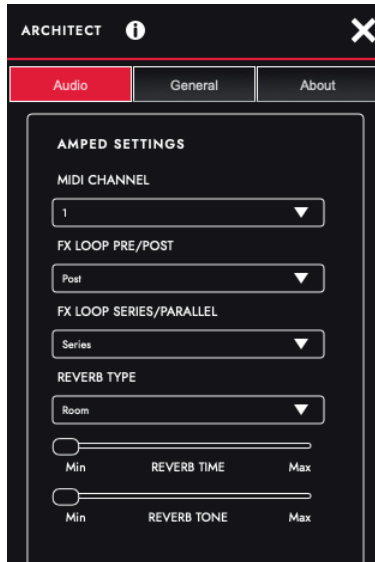 ARCHITECT i
Audio General About
AMPED SETTINGS
MIDI CHANNEL
1
FX LOOP PRE/POST
Post
FX LOOP SERIES/PARALLEL
Series
REVERB TYPE
Room
Min REVERB TIME Max
Min REVERB TONE Max